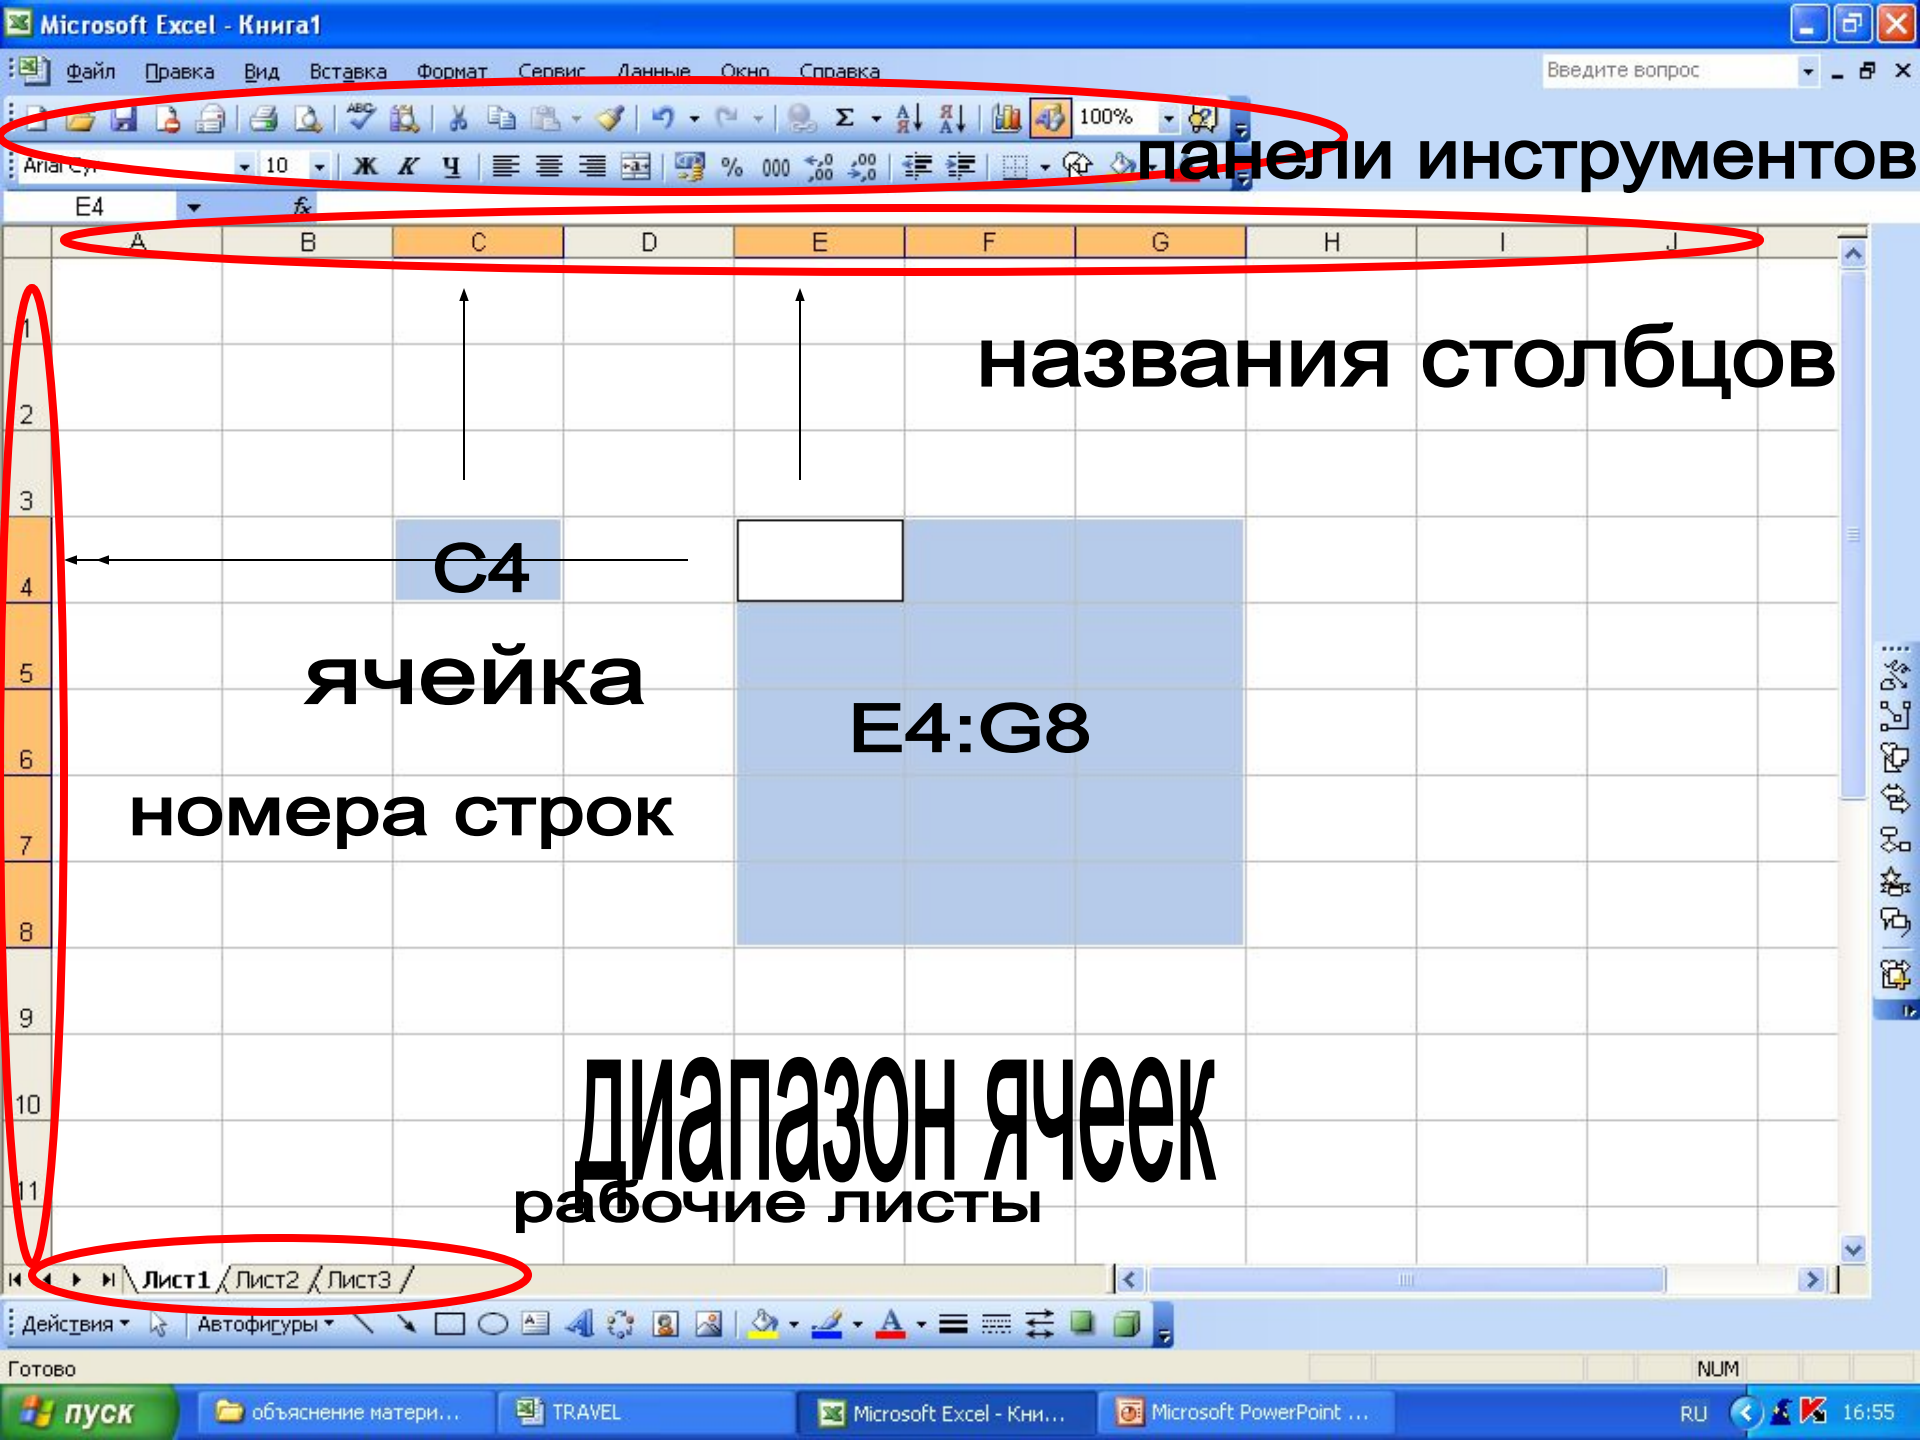 Microsoft Excel - Книга1
Файл Правка Вид Вставка Формат Сервис Данные Окно Справка Введите вопрос
100%
10 Ж К Ч % 000
панели инструментов
E4 fx
A B C D E F G H I J
1
названия столбцов
2
3
4
C4
5
ячейка
E4:G8
6
номера строк
7
8
9
10
диапазон ячеек
11
рабочие листы
Лист1 Лист2 Лист3
Действия Автофигуры
Готово NUM
пуск объяснение матери... TRAVEL Microsoft Excel - Кни... Microsoft PowerPoint ... RU 16:55